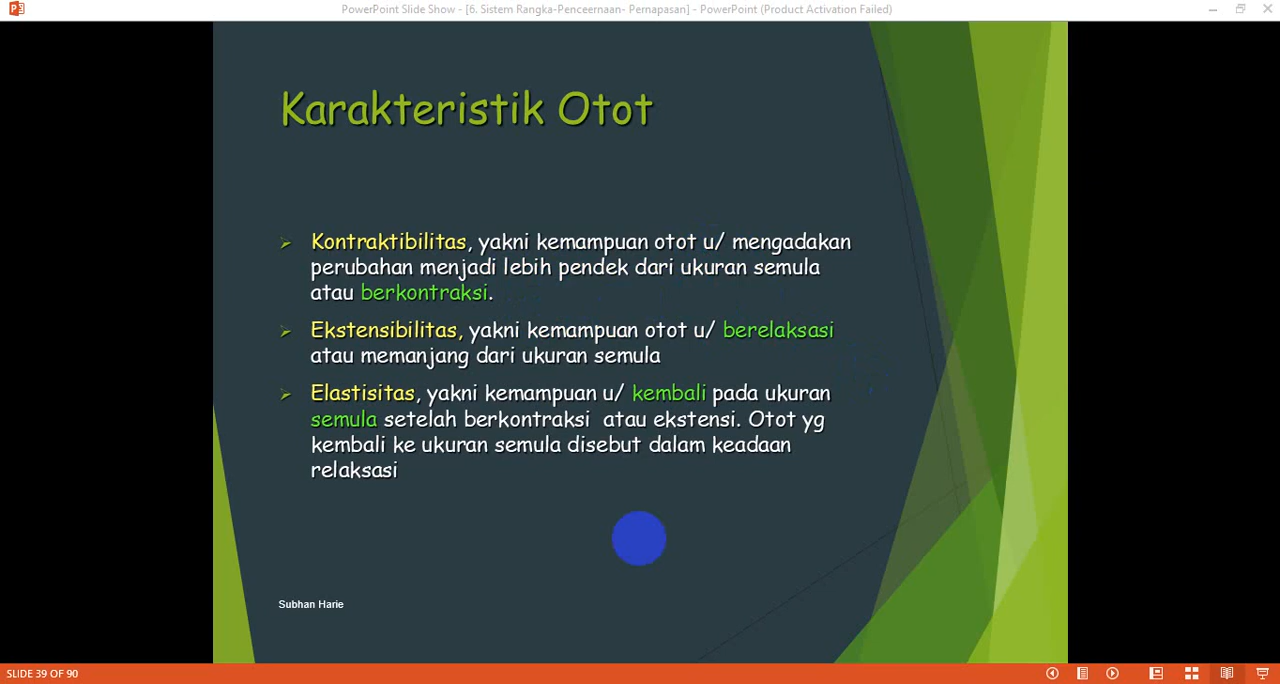 PowerPoint Slide Show - [6. Sistem Rangka-Penceernaan- Pernapasan] - PowerPoint (Product Activation Failed)
Karakteristik Otot
Kontraktibilitas, yakni kemampuan otot u/ mengadakan
perubahan menjadi lebih pendek dari ukuran semula
atau berkontraksi.
Ekstensibilitas, yakni kemampuan otot u/ berelaksasi
atau memanjang dari ukuran semula
Elastisitas, yakni kemampuan u/ kembali pada ukuran
semula setelah berkontraksi atau ekstensi. Otot yg
kembali ke ukuran semula disebut dalam keadaan
relaksasi
Subhan Harie
SLIDE 39 OF 90